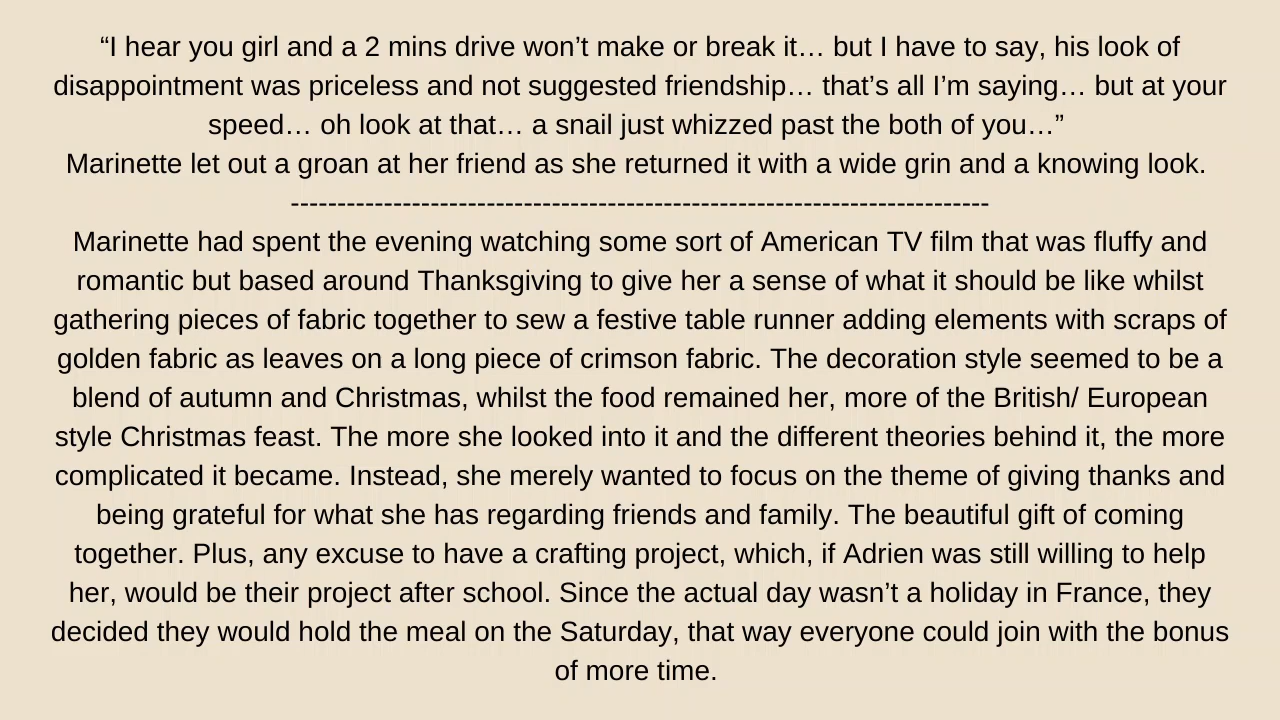 “I hear you girl and a 2 mins drive won’t make or break it… but I have to say, his look of
disappointment was priceless and not suggested friendship… that’s all I’m saying… but at your
speed… oh look at that… a snail just whizzed past the both of you…”
Marinette let out a groan at her friend as she returned it with a wide grin and a knowing look.
---------------------------------------------------------------------------
Marinette had spent the evening watching some sort of American TV film that was fluffy and
romantic but based around Thanksgiving to give her a sense of what it should be like whilst
gathering pieces of fabric together to sew a festive table runner adding elements with scraps of
golden fabric as leaves on a long piece of crimson fabric. The decoration style seemed to be a
blend of autumn and Christmas, whilst the food remained her, more of the British/ European
style Christmas feast. The more she looked into it and the different theories behind it, the more
complicated it became. Instead, she merely wanted to focus on the theme of giving thanks and
being grateful for what she has regarding friends and family. The beautiful gift of coming
together. Plus, any excuse to have a crafting project, which, if Adrien was still willing to help
her, would be their project after school. Since the actual day wasn’t a holiday in France, they
decided they would hold the meal on the Saturday, that way everyone could join with the bonus
of more time.